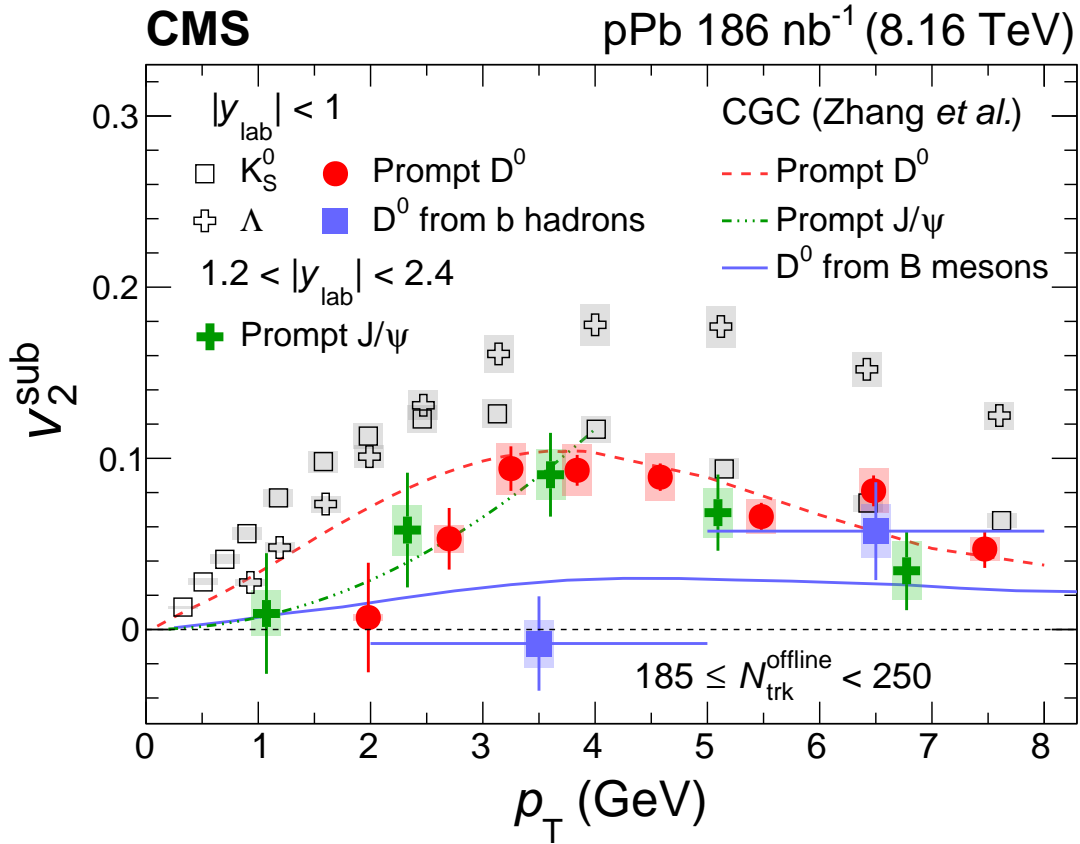 CMS pPb 186 nb⁻¹ (8.16 TeV)
|y_lab| < 1
K⁰_S
Prompt D⁰
Λ
D⁰ from b hadrons
1.2 < |y_lab| < 2.4
Prompt J/ψ
CGC (Zhang et al.)
Prompt D⁰
Prompt J/ψ
D⁰ from B mesons
0.3
0.2
0.1
0
v₂^sub
185 ≤ N_trk^offline < 250
0 1 2 3 4 5 6 7 8
p_T (GeV)